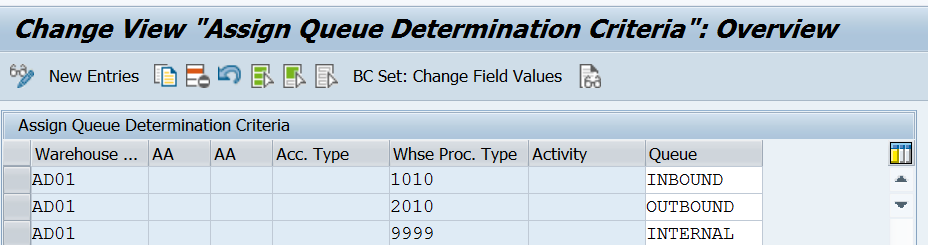 Change View "Assign Queue Determination Criteria": Overview
New Entries BC Set: Change Field Values
Assign Queue Determination Criteria
Warehouse ... AA AA Acc. Type Whse Proc. Type Activity Queue
AD01 1010 INBOUND
AD01 2010 OUTBOUND
AD01 9999 INTERNAL